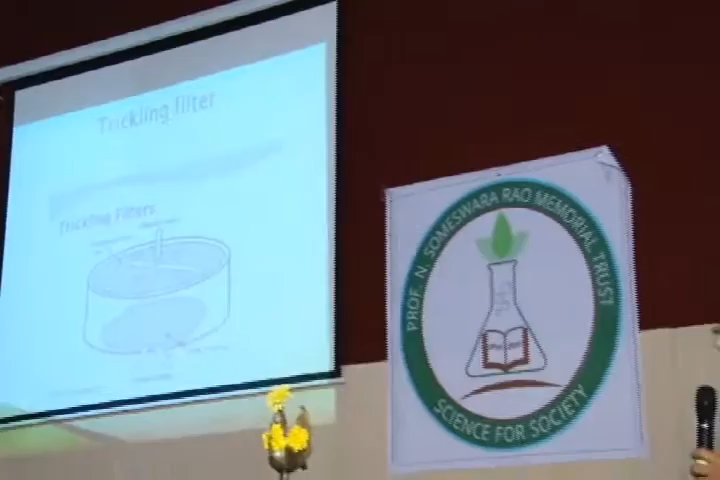 Trickling filter
Trickling Filters
PROF. N. SOMESWARA RAO MEMORIAL TRUST
SCIENCE FOR SOCIETY